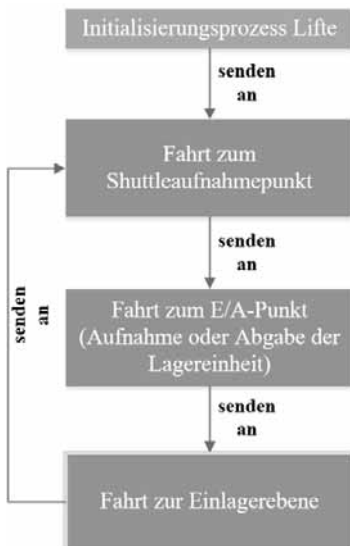 Initialisierungsprozess Lifte
senden
an
Fahrt zum
Shuttleaufnahmepunkt
senden
an
Fahrt zum E/A-Punkt
(Aufnahme oder Abgabe der
Lagereinheit)
senden
an
Fahrt zur Einlagerebene
senden
an